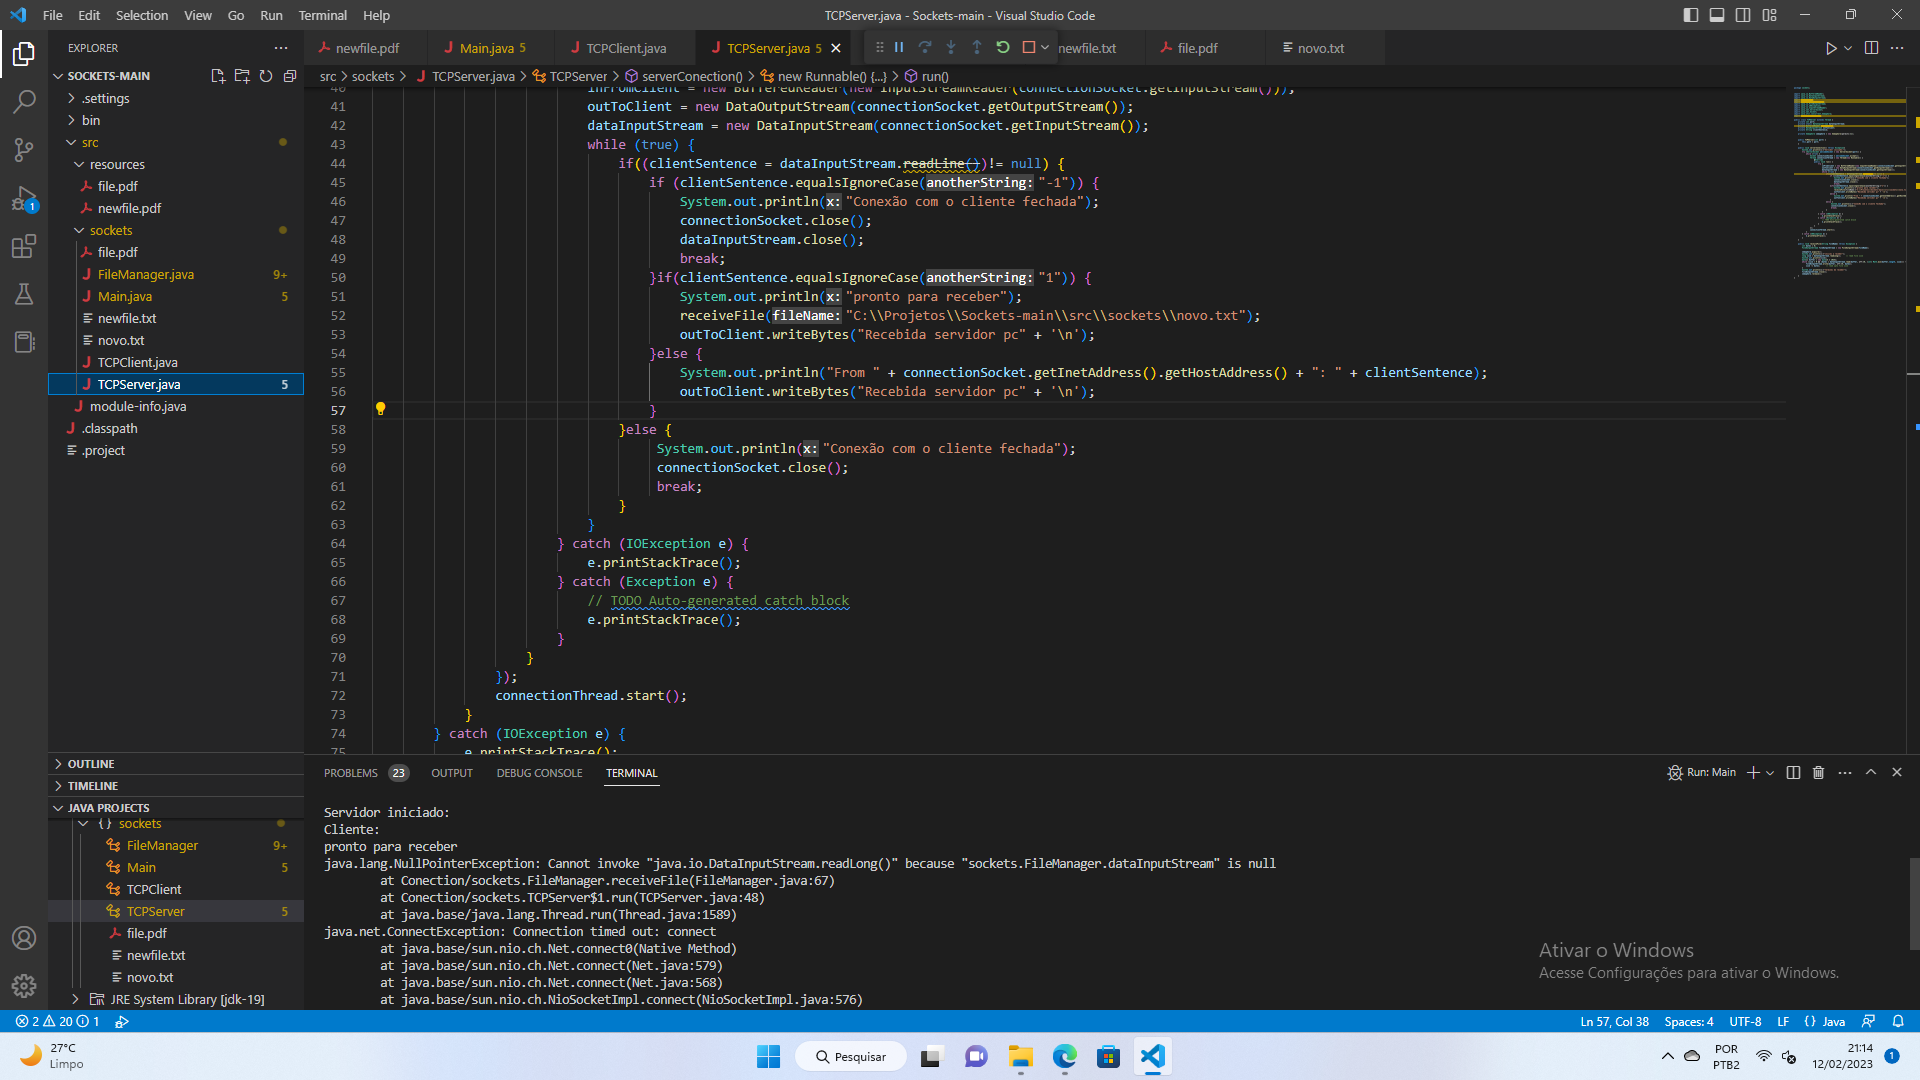 File Edit Selection View Go Run Terminal Help
TCPServer.java - Sockets-main - Visual Studio Code
EXPLORER
newfile.pdf
Main.java 5
TCPClient.java
TCPServer.java 5
newfile.txt
file.pdf
novo.txt
src > sockets > TCPServer.java > TCPServer > serverConection() > new Runnable() {...} > run()
SOCKETS-MAIN
.settings
bin
src
resources
file.pdf
newfile.pdf
sockets
file.pdf
FileManager.java 9+
Main.java 5
newfile.txt
novo.txt
TCPClient.java
TCPServer.java 5
module-info.java
.classpath
.project
OUTLINE
TIMELINE
JAVA PROJECTS
{} sockets
FileManager 9+
Main 5
TCPClient
TCPServer 5
file.pdf
newfile.txt
novo.txt
JRE System Library [jdk-19]
1
40 inFromClient = new BufferedReader(new InputStreamReader(connectionSocket.getInputStream()));
41 outToClient = new DataOutputStream(connectionSocket.getOutputStream());
42 dataInputStream = new DataInputStream(connectionSocket.getInputStream());
43 while (true) {
44 if((clientSentence = dataInputStream.readLine())!= null) {
45 if (clientSentence.equalsIgnoreCase(anotherString: "-1")) {
46 System.out.println(x: "Conexão com o cliente fechada");
47 connectionSocket.close();
48 dataInputStream.close();
49 break;
50 }if(clientSentence.equalsIgnoreCase(anotherString: "1")) {
51 System.out.println(x: "pronto para receber");
52 receiveFile(fileName: "C:\\Projetos\\Sockets-main\\src\\sockets\\novo.txt");
53 outToClient.writeBytes("Recebida servidor pc" + '\n');
54 }else {
55 System.out.println("From " + connectionSocket.getInetAddress().getHostAddress() + ": " + clientSentence);
56 outToClient.writeBytes("Recebida servidor pc" + '\n');
57 }
58 }else {
59 System.out.println(x: "Conexão com o cliente fechada");
60 connectionSocket.close();
61 break;
62 }
63 }
64 } catch (IOException e) {
65 e.printStackTrace();
66 } catch (Exception e) {
67 // TODO Auto-generated catch block
68 e.printStackTrace();
69 }
70 }
71 });
72 connectionThread.start();
73 }
74 } catch (IOException e) {
75 e.printStackTrace();
PROBLEMS 23 OUTPUT DEBUG CONSOLE TERMINAL
Run: Main
Servidor iniciado:
Cliente:
pronto para receber
java.lang.NullPointerException: Cannot invoke "java.io.DataInputStream.readLong()" because "sockets.FileManager.dataInputStream" is null
at Conection/sockets.FileManager.receiveFile(FileManager.java:67)
at Conection/sockets.TCPServer$1.run(TCPServer.java:48)
at java.base/java.lang.Thread.run(Thread.java:1589)
java.net.ConnectException: Connection timed out: connect
at java.base/sun.nio.ch.Net.connect0(Native Method)
at java.base/sun.nio.ch.Net.connect(Net.java:579)
at java.base/sun.nio.ch.Net.connect(Net.java:568)
at java.base/sun.nio.ch.NioSocketImpl.connect(NioSocketImpl.java:576)
Ativar o Windows
Acesse Configurações para ativar o Windows.
2 20 1
Ln 57, Col 38 Spaces: 4 UTF-8 LF {} Java
27°C
Limpo
Pesquisar
POR
PTB2
21:14
12/02/2023
1